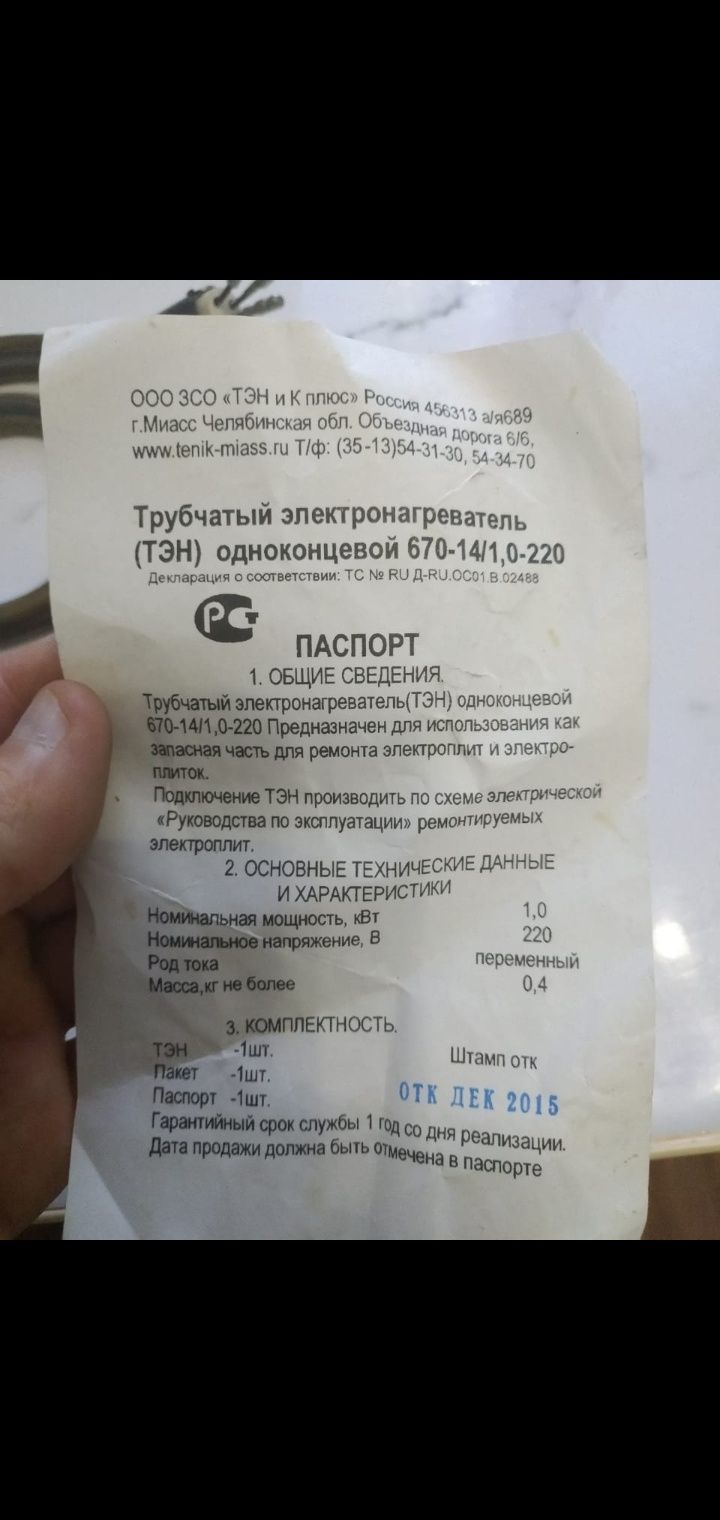 ООО ЗСО «ТЭН и К плюс» Россия 456313 а/я689
г.Миасс Челябинская обл. Объездная дорога 6/6,
www.tenik-miass.ru Т/ф: (35-13)54-31-30, 54-34-70
Трубчатый электронагреватель
(ТЭН) одноконцевой 670-14/1,0-220
Декларация о соответствии: ТС № RU Д-RU.ОС01.В.02488
РСТ
ПАСПОРТ
1. ОБЩИЕ СВЕДЕНИЯ.
Трубчатый электронагреватель(ТЭН) одноконцевой
670-14/1,0-220 Предназначен для использования как
запасная часть для ремонта электроплит и электро-
плиток.
Подключение ТЭН производить по схеме электрической
«Руководства по эксплуатации» ремонтируемых
электроплит.
2. ОСНОВНЫЕ ТЕХНИЧЕСКИЕ ДАННЫЕ
И ХАРАКТЕРИСТИКИ
Номинальная мощность, кВт 1,0
Номинальное напряжение, В 220
Род тока переменный
Масса,кг не более 0,4
3. КОМПЛЕКТНОСТЬ.
ТЭН -1шт. Штамп отк
Пакет -1шт.
Паспорт -1шт. ОТК ДЕК 2015
Гарантийный срок службы 1 год со дня реализации.
Дата продажи должна быть отмечена в паспорте